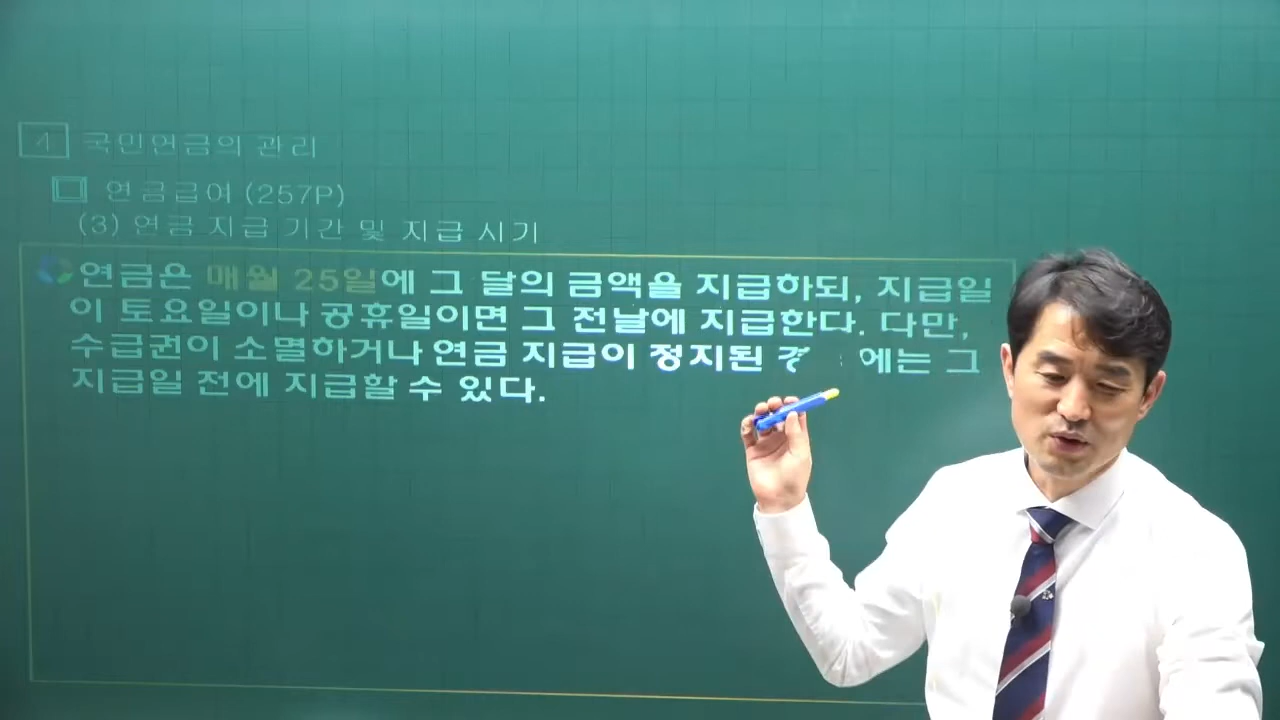 4 국민연금의 관리
연금급여 (257P)
(3) 연금 지급 기간 및 지급 시기
연금은 매월 25일에 그 달의 금액을 지급하되, 지급일
이 토요일이나 공휴일이면 그 전날에 지급한다. 다만,
수급권이 소멸하거나 연금 지급이 정지된 에는 그
지급일 전에 지급할 수 있다.